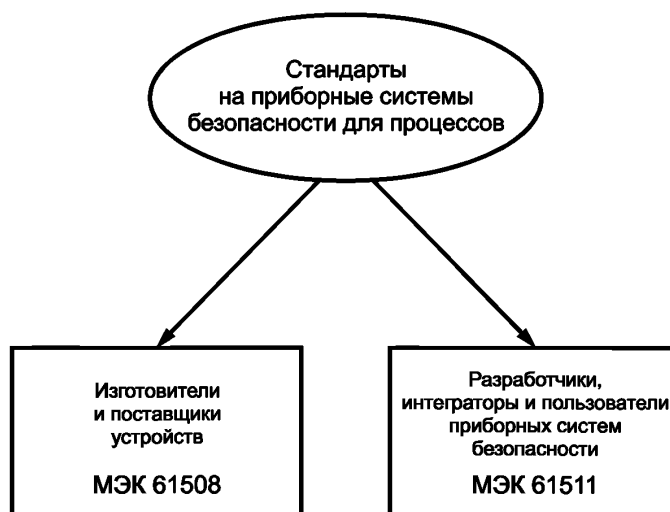 Стандарты
на приборные системы
безопасности для процессов
Изготовители
и поставщики
устройств
МЭК 61508
Разработчики,
интеграторы и пользователи
приборных систем
безопасности
МЭК 61511